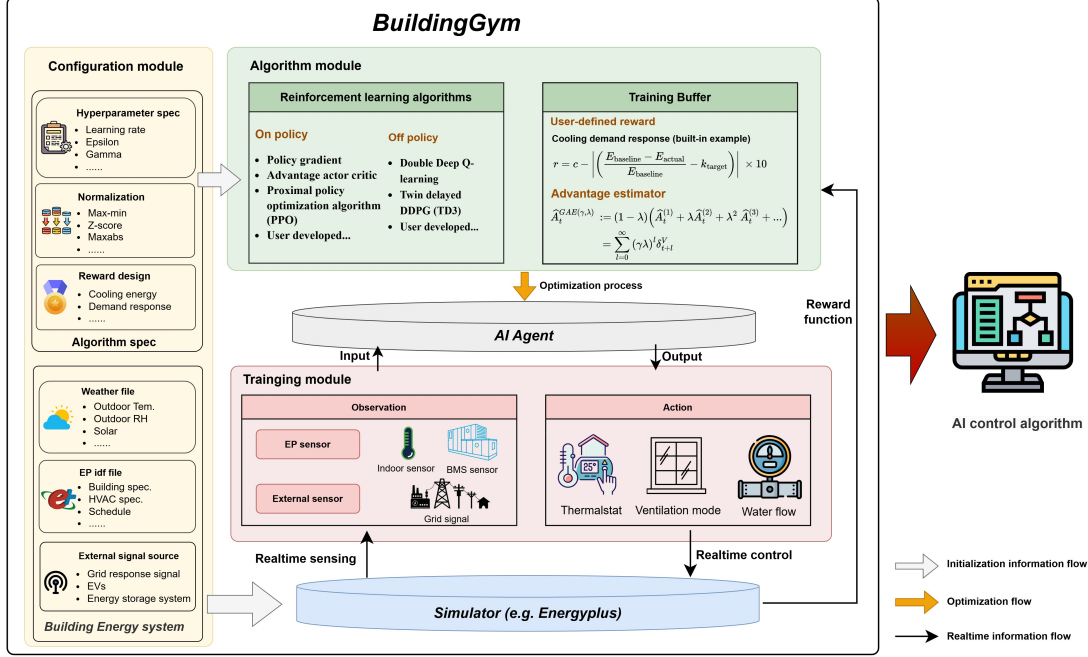 BuildingGym
Configuration module
Hyperparameter spec
• Learning rate
• Epsilon
• Gamma
• ......
Normalization
• Max-min
• Z-score
• Maxabs
• ......
Reward design
• Cooling energy
• Demand response
• ......
Algorithm spec
Weather file
• Outdoor Tem.
• Outdoor RH
• Solar
• ......
EP idf file
• Building spec.
• HVAC spec.
• Schedule
• ......
External signal source
• Grid response signal
• EVs
• Energy storage system
Building Energy system
Algorithm module
Reinforcement learning algorithms
On policy
• Policy gradient
• Advantage actor critic
• Proximal policy
optimization algorithm
(PPO)
• User developed...
Off policy
• Double Deep Q-
learning
• Twin delayed
DDPG (TD3)
• User developed...
Training Buffer
User-defined reward
Cooling demand response (built-in example)
r = c − |((E_baseline − E_actual) / E_baseline − k_target)| × 10
Advantage estimator
Â_t^{GAE(γ,λ)} := (1 − λ)(Â_t^{(1)} + λÂ_t^{(2)} + λ² Â_t^{(3)} + ...)
= ∑_{l=0}^{∞} (γλ)^l δ_{t+l}^V
Optimization process
AI Agent
Input
Output
Reward
function
Trainging module
Observation
EP sensor
Indoor sensor
BMS sensor
External sensor
Grid signal
Action
25°
Thermalstat
Ventilation mode
Water flow
Realtime sensing
Realtime control
Simulator (e.g. Energyplus)
AI control algorithm
Initialization information flow
Optimization flow
Realtime information flow